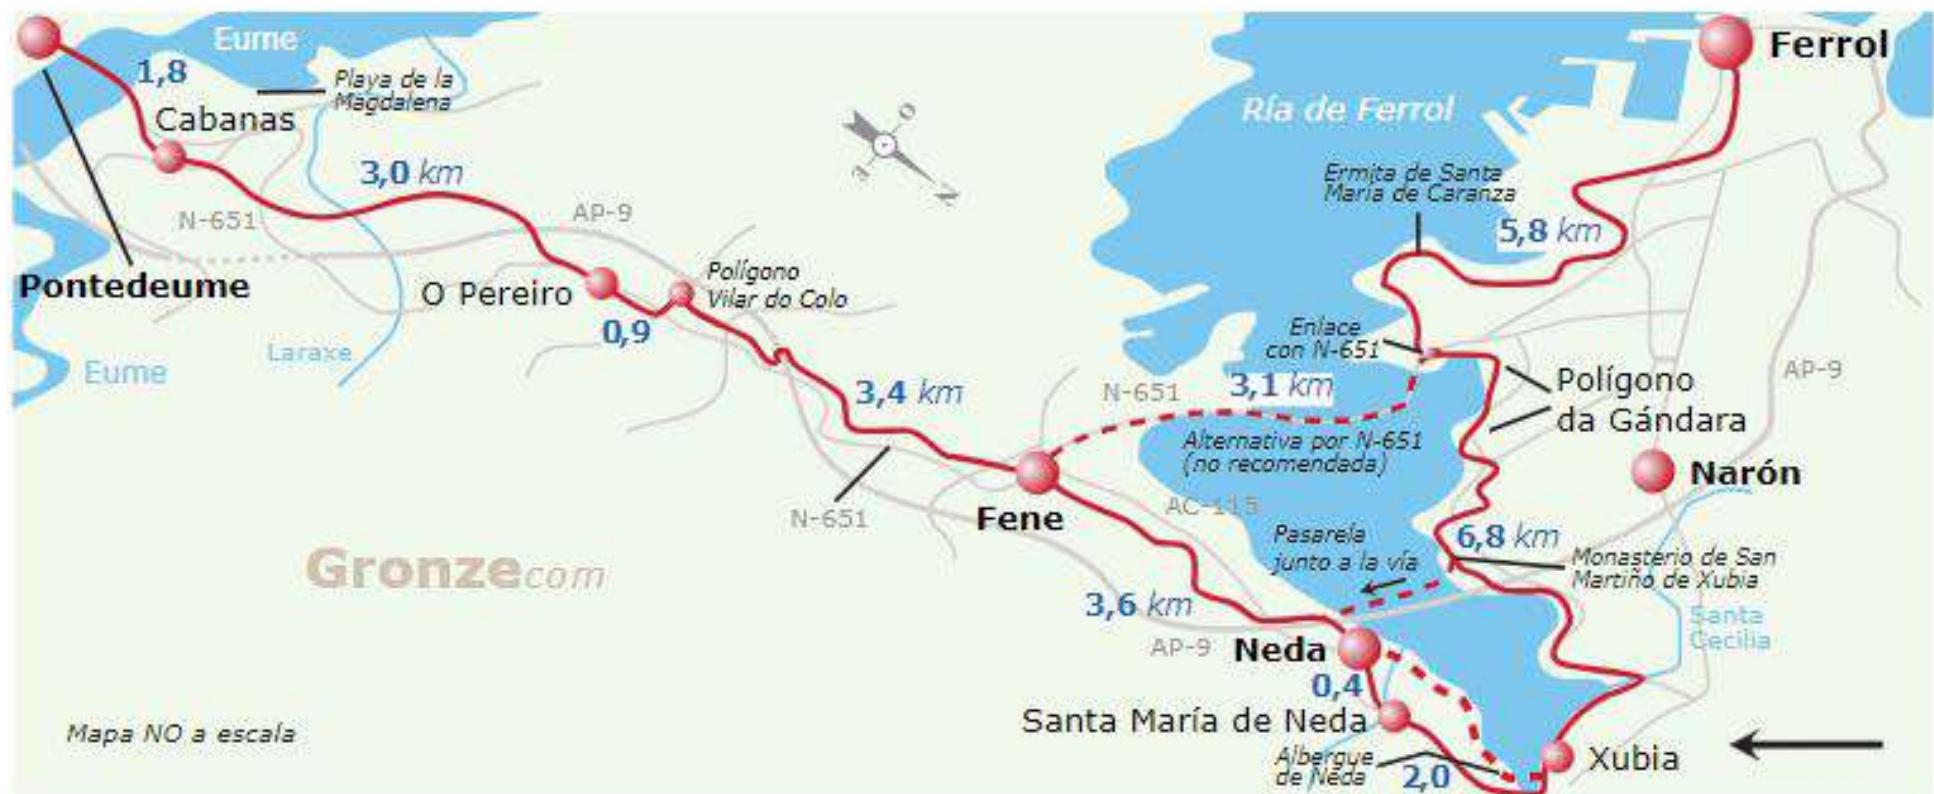 Eume
Ferrol
1,8
Playa de la
Magdalena
Cabanas
Ría de Ferrol
O
E
N
3,0 km
Ermita de Santa
María de Caranza
N-651
AP-9
5,8 km
Pontedeume
O Pereiro
Polígono
Vilar do Colo
0,9
Enlace
con N-651
Laraxe
Eume
3,4 km
N-651
3,1 km
Polígono
da Gándara
AP-9
Alternativa por N-651
(no recomendada)
Narón
N-651
Fene
AC-115
Pasarela
junto a la vía
6,8 km
Monasterio de San
Martiño de Xubia
Gronze.com
3,6 km
Santa
Cecilia
AP-9
Neda
0,4
Santa María de Neda
Mapa NO a escala
Albergue
de Neda
2,0
Xubia